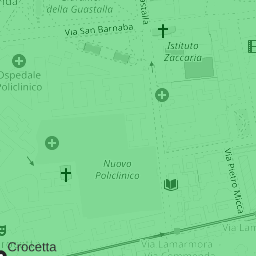 della Guastalla
Via San Barnaba
Istituto
Zaccaria
Ospedale
Policlinico
Nuovo
Policlinico
Via Pietro Micca
Crocetta
Via Lamarmora